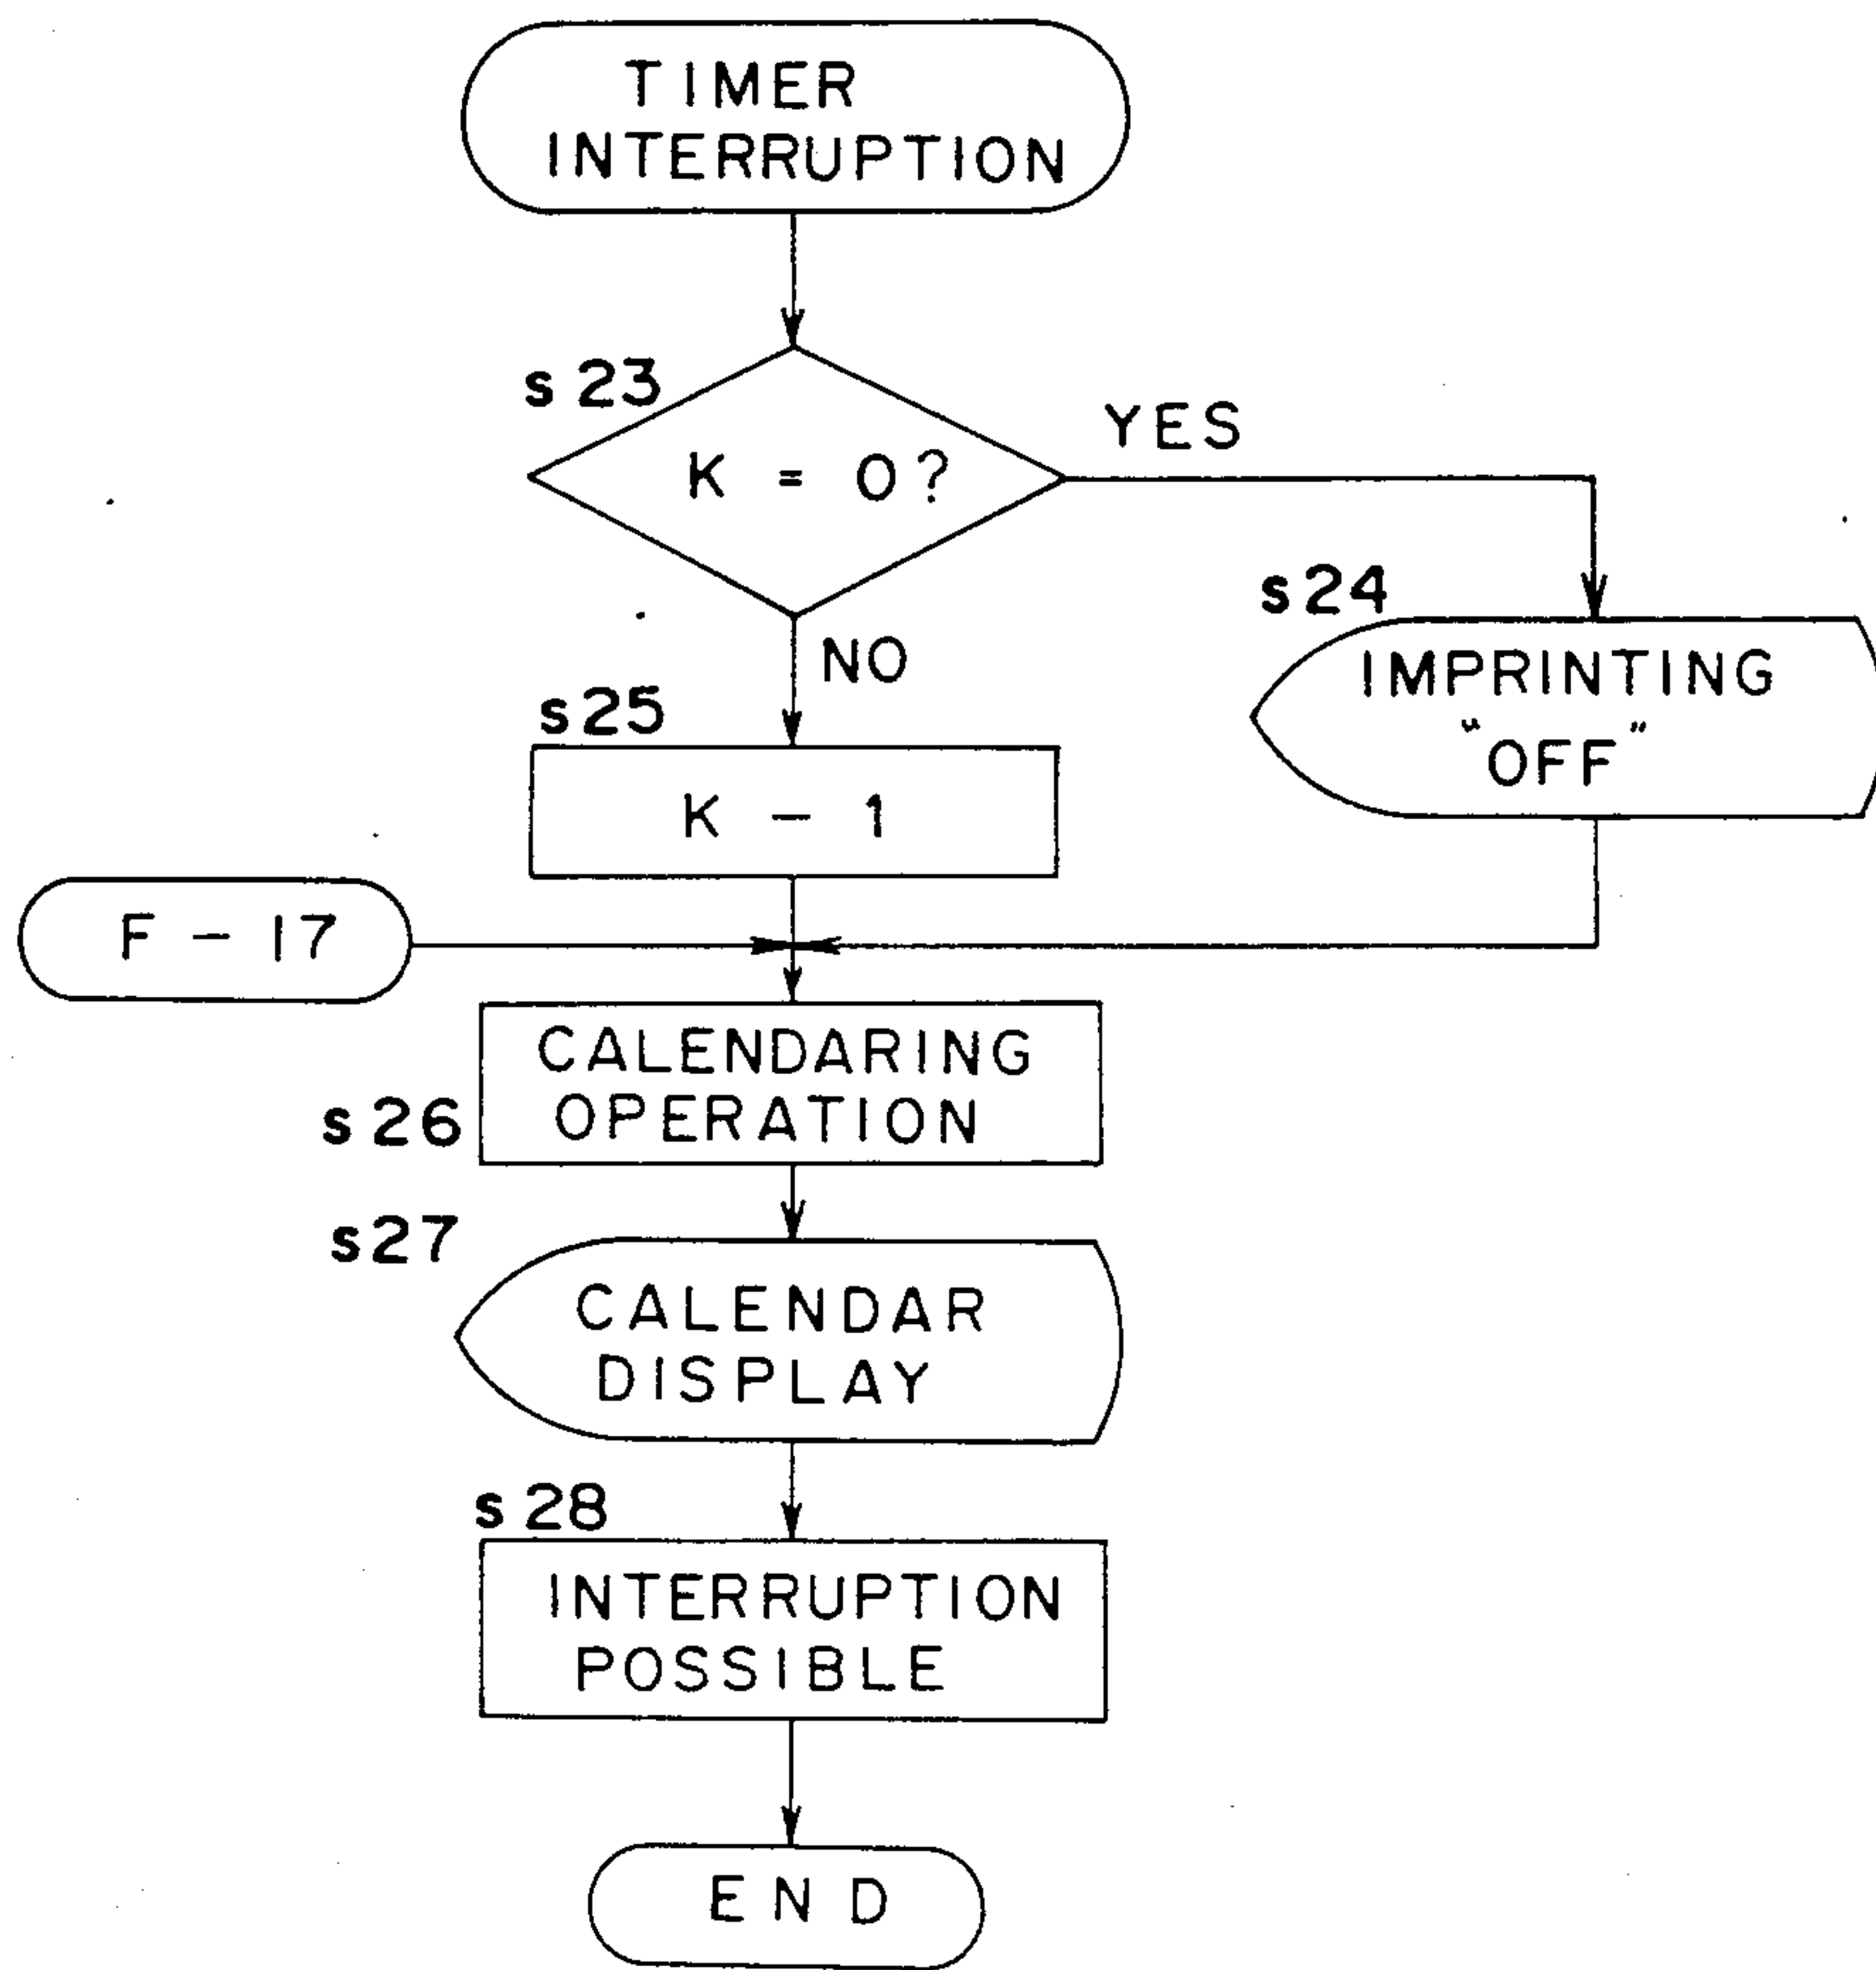 TIMER
INTERRUPTION
s23
K = 0?
YES
s24
IMPRINTING
"OFF"
NO
s25
K - 1
F - 17
CALENDARING
OPERATION
s26
s27
CALENDAR
DISPLAY
s28
INTERRUPTION
POSSIBLE
END